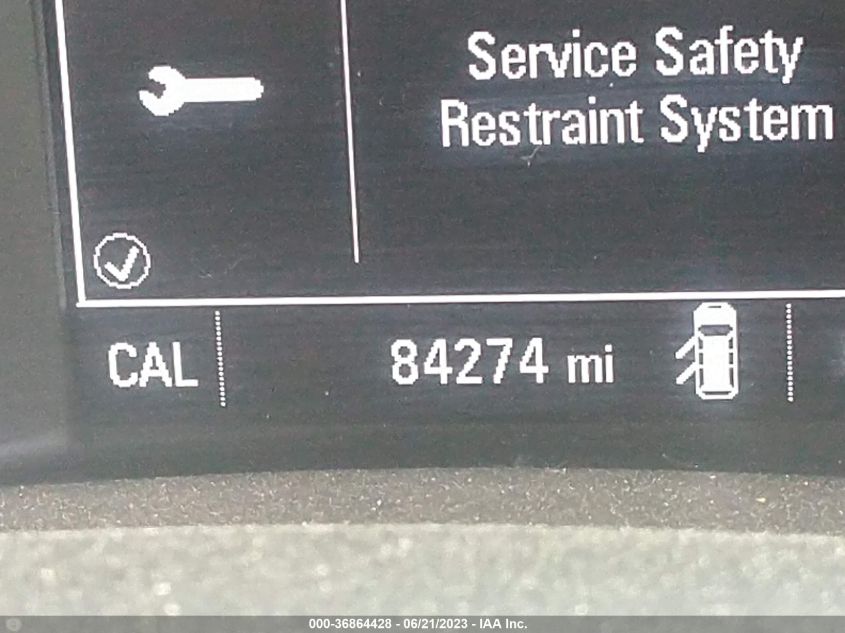 Service Safety
Restraint System
CAL 84274 mi
000-36864428 - 06/21/2023 - IAA Inc.